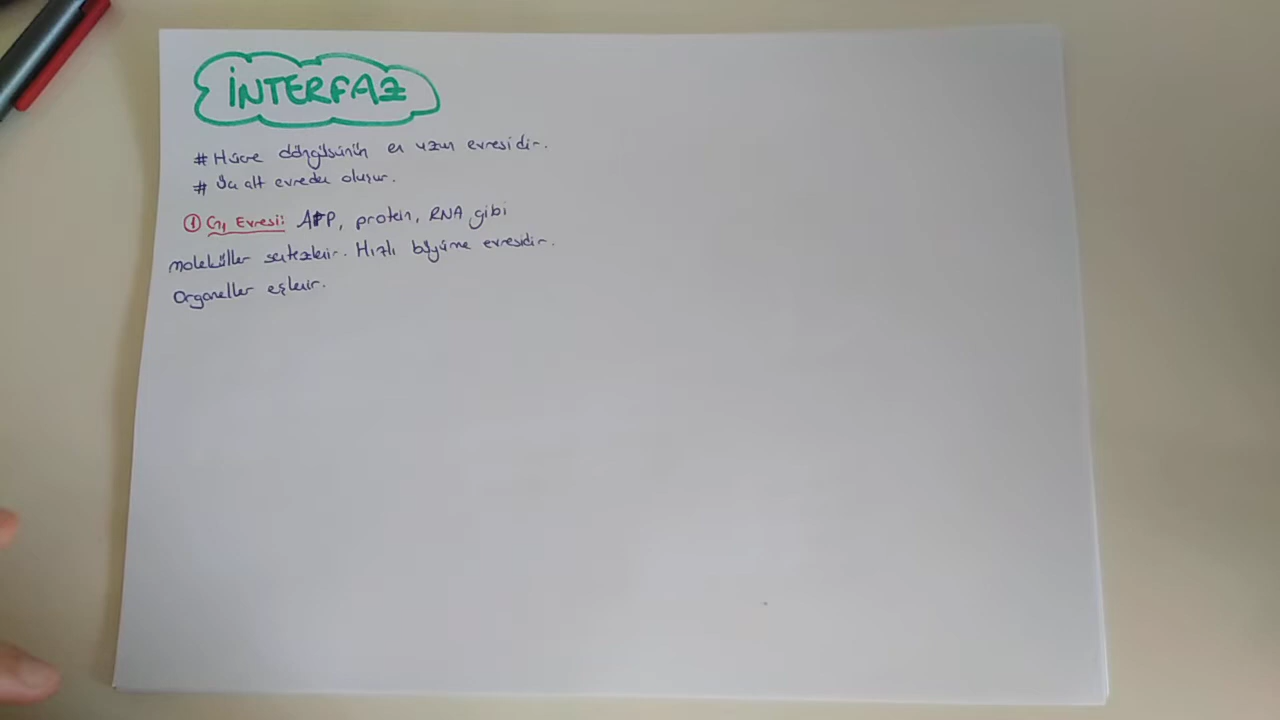 İNTERFAZ
# Hücre döngüsünün en uzun evresidir.
# Üç alt evreden oluşur.
① G₁ Evresi: ATP, protein, RNA gibi
moleküller sentezlenir. Hızlı büyüme evresidir.
Organeller eşlenir.